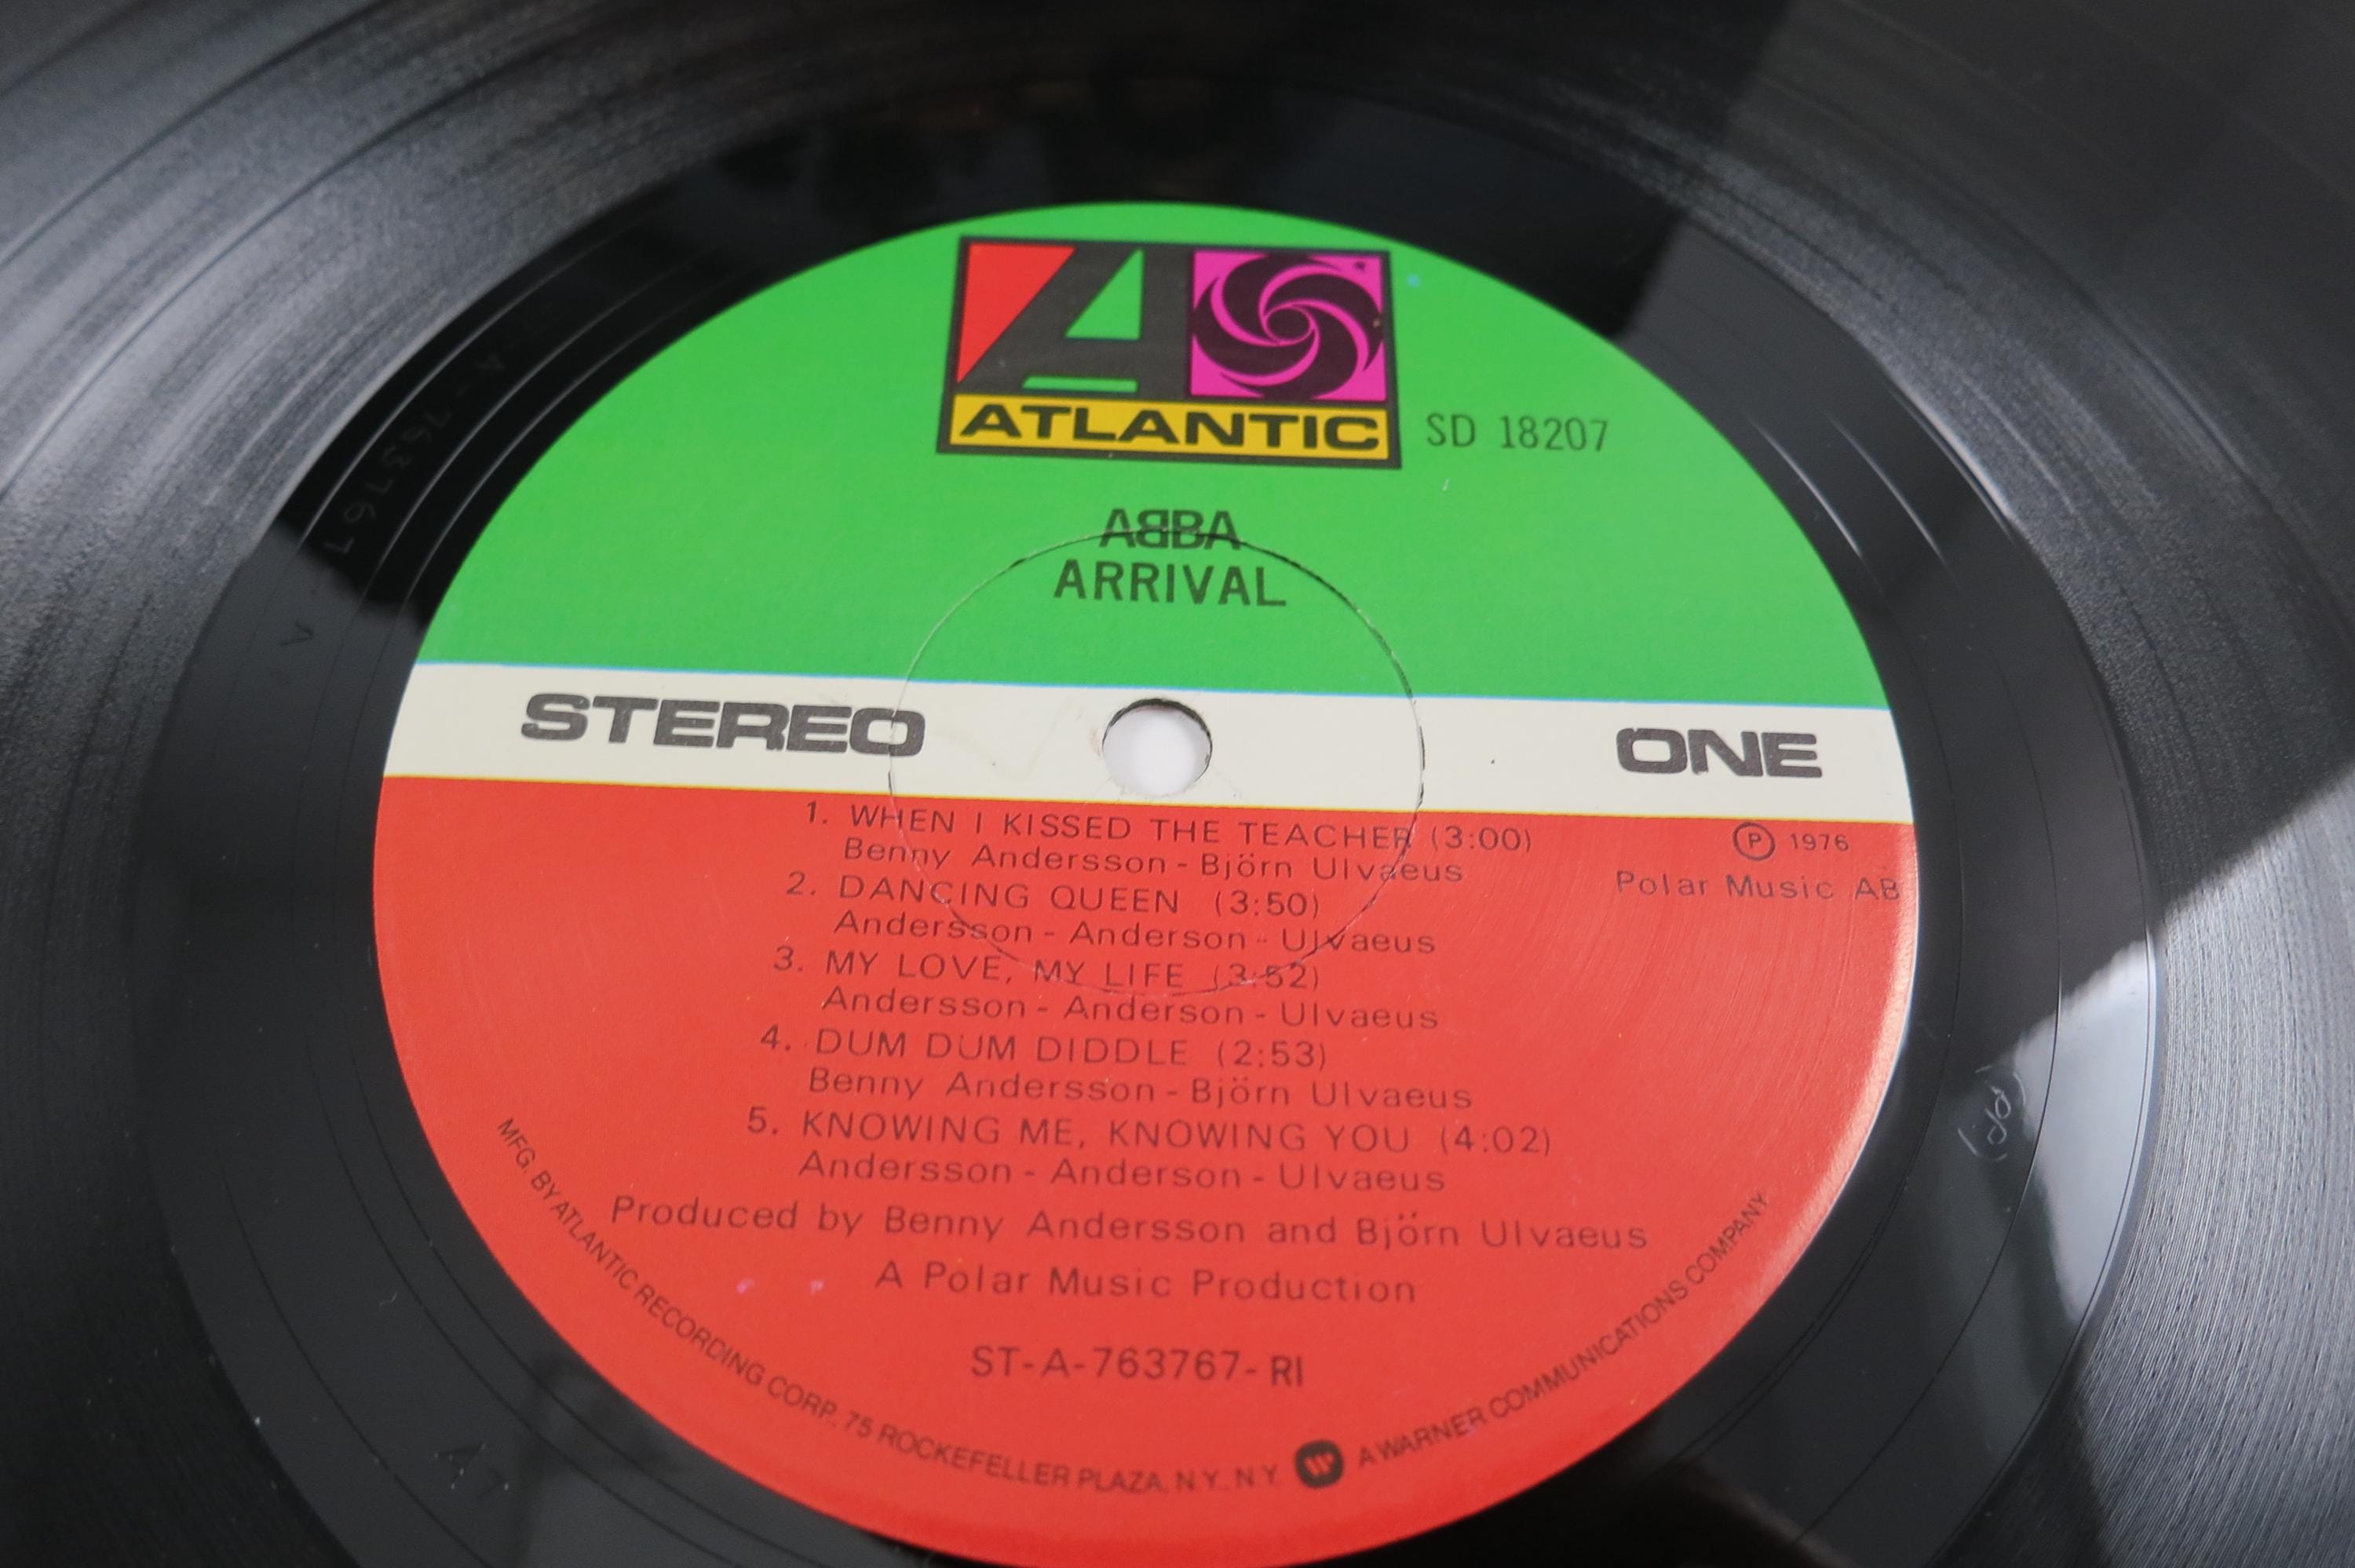 ATLANTIC
SD 18207
ABBA
ARRIVAL
STEREO
ONE
1. WHEN I KISSED THE TEACHER (3:00)
Benny Andersson - Björn Ulvaeus
2. DANCING QUEEN (3:50)
Andersson - Anderson - Ulvaeus
3. MY LOVE, MY LIFE (3:52)
Andersson - Anderson - Ulvaeus
4. DUM DUM DIDDLE (2:53)
Benny Andersson - Björn Ulvaeus
5. KNOWING ME, KNOWING YOU (4:02)
Andersson - Anderson - Ulvaeus
Ⓟ 1976
Polar Music AB
Produced by Benny Andersson and Björn Ulvaeus
A Polar Music Production
ST-A-763767-RI
MFG. BY ATLANTIC RECORDING CORP. 75 ROCKEFELLER PLAZA, N.Y., N.Y. A WARNER COMMUNICATIONS COMPANY